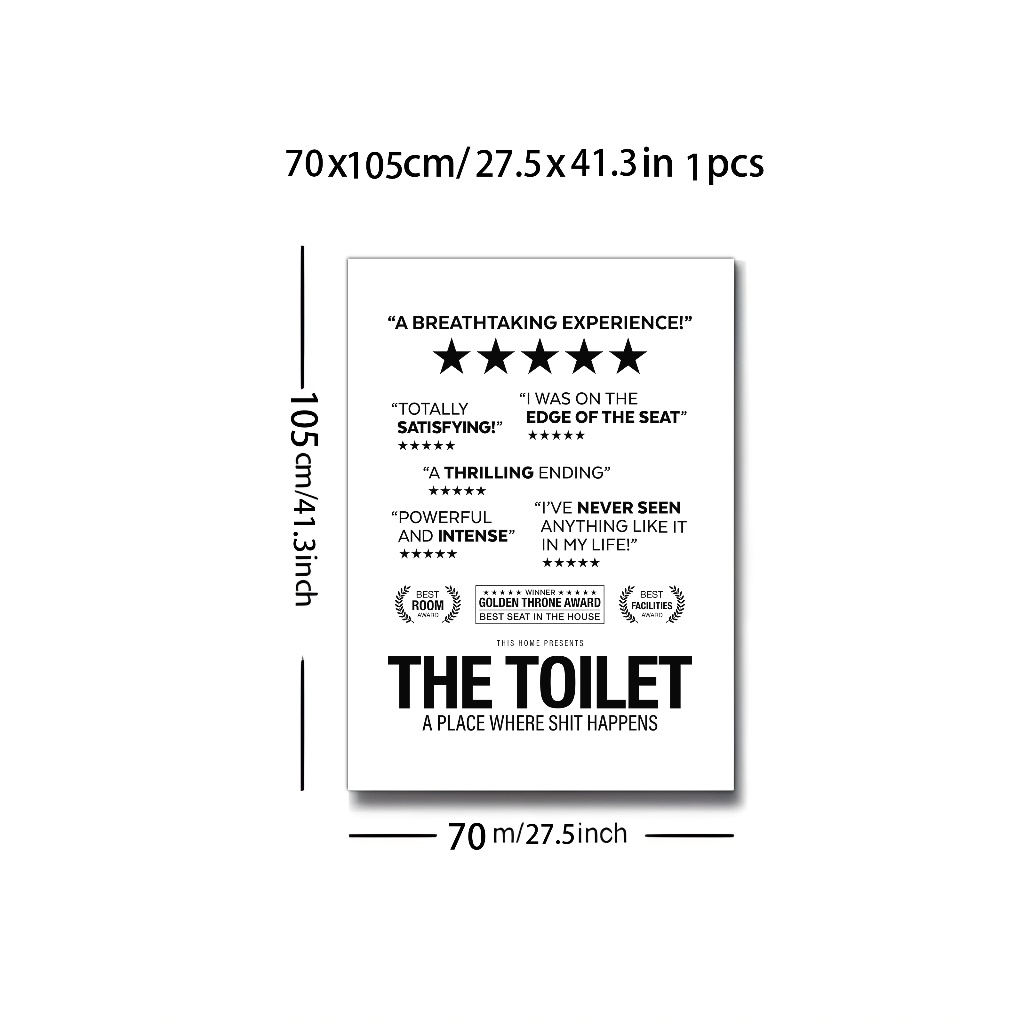 70x105cm/ 27.5x41.3in 1pcs
105cm/41.3inch
“A BREATHTAKING EXPERIENCE!”
★★★★★
“TOTALLY
SATISFYING!”
★★★★★
“I WAS ON THE
EDGE OF THE SEAT”
★★★★★
“A THRILLING ENDING”
★★★★★
“POWERFUL
AND INTENSE”
★★★★★
“I’VE NEVER SEEN
ANYTHING LIKE IT
IN MY LIFE!”
★★★★★
BEST
ROOM
AWARD
★★★★★ WINNER ★★★★★
GOLDEN THRONE AWARD
BEST SEAT IN THE HOUSE
BEST
FACILITIES
AWARD
THIS HOME PRESENTS
THE TOILET
A PLACE WHERE SHIT HAPPENS
70 m/27.5inch